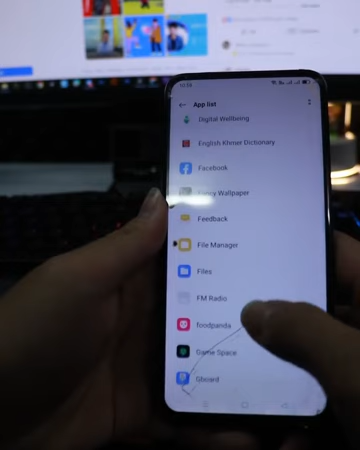 App list
Digital Wellbeing
English Khmer Dictionary
Facebook
Fancy Wallpaper
Feedback
File Manager
Files
FM Radio
foodpanda
Game Space
Gboard